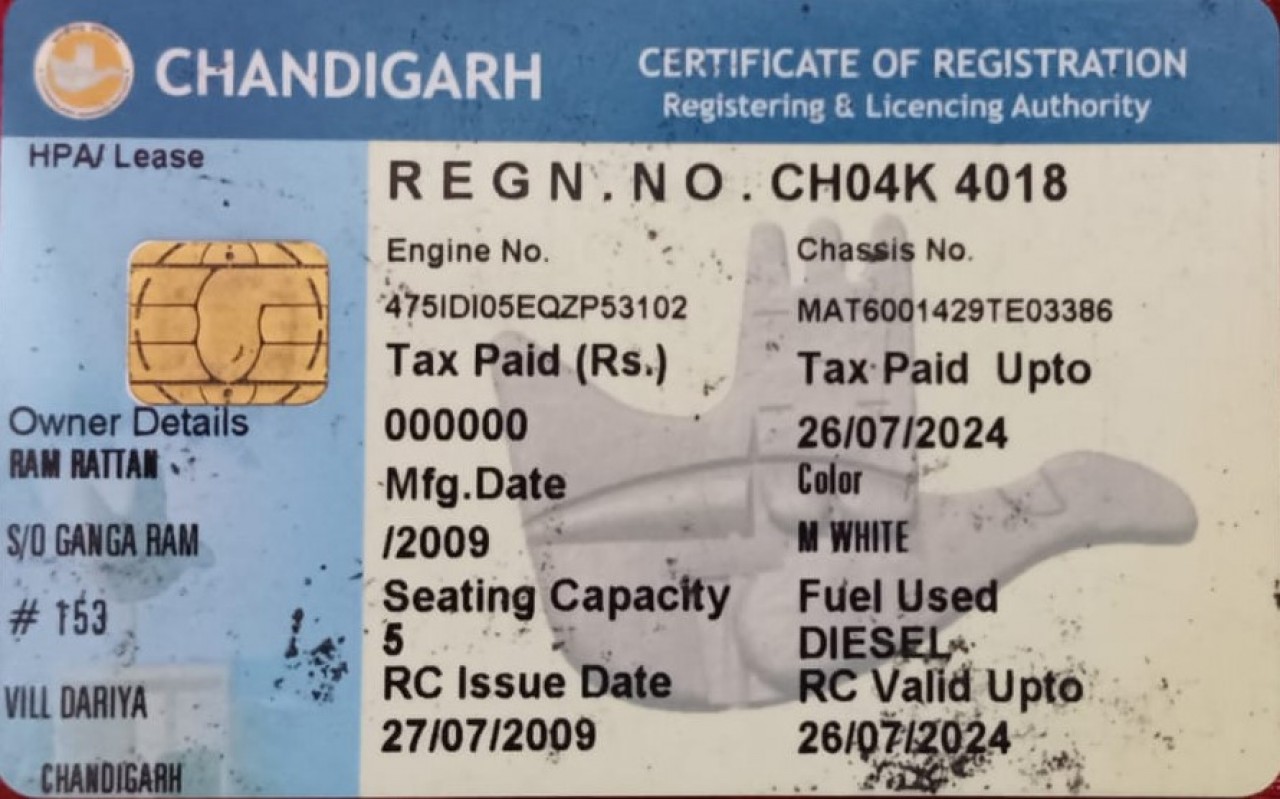 CHANDIGARH
CERTIFICATE OF REGISTRATION
Registering & Licencing Authority
HPA/ Lease
REGN.NO. CH04K 4018
Engine No.
Chassis No.
475IDI05EQZP53102
MAT6001429TE03386
Tax Paid (Rs.)
Tax Paid Upto
000000
26/07/2024
Mfg.Date
Color
/2009
M WHITE
Seating Capacity
Fuel Used
5
DIESEL
RC Issue Date
RC Valid Upto
27/07/2009
26/07/2024
Owner Details
RAM RATTAN
S/O GANGA RAM
# 153
VILL DARIYA
CHANDIGARH